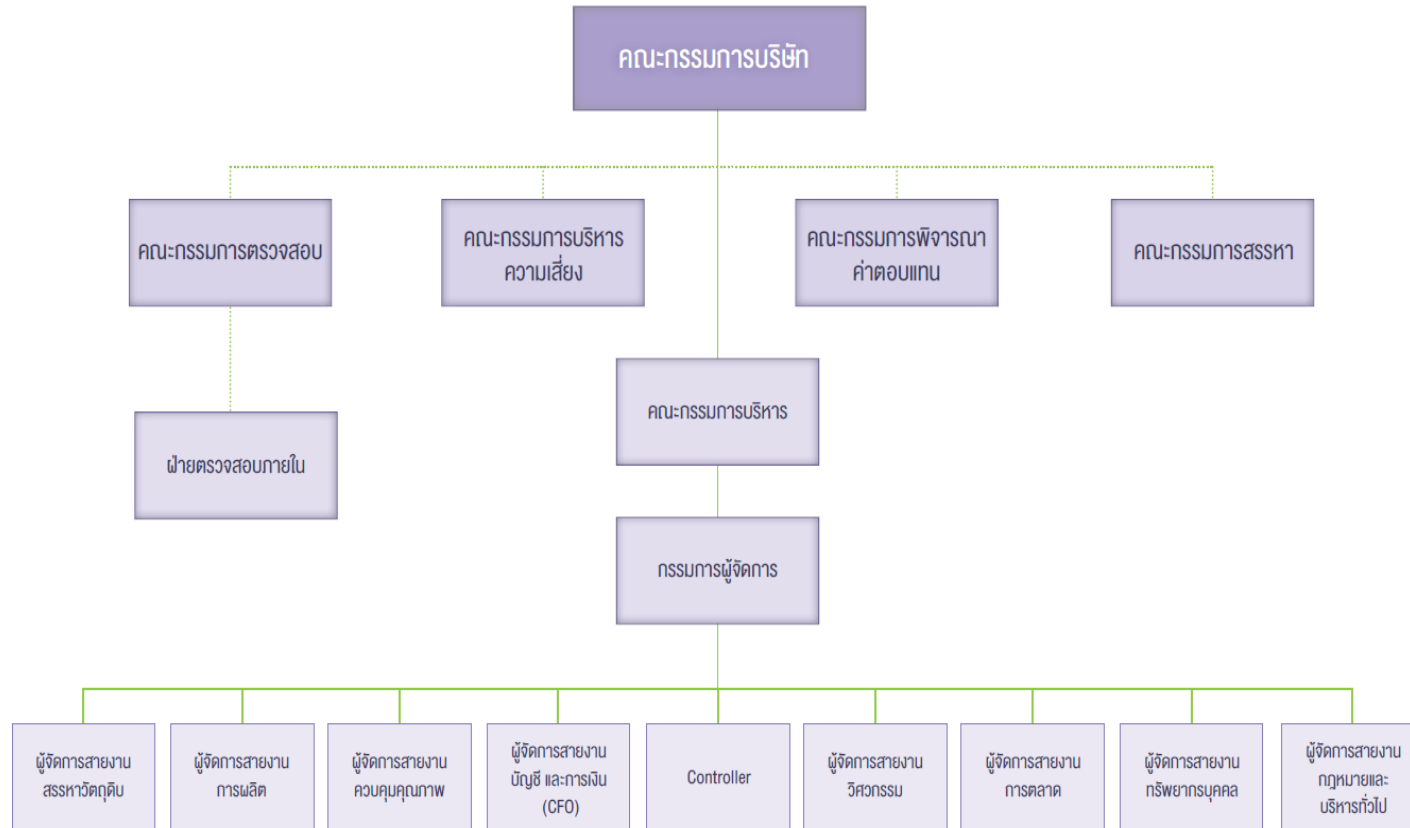 คณะกรรมการบริษัท
คณะกรรมการตรวจสอบ
คณะกรรมการบริหาร
ความเสี่ยง
คณะกรรมการพิจารณา
ค่าตอบแทน
คณะกรรมการสรรหา
คณะกรรมการบริหาร
ฝ่ายตรวจสอบภายใน
กรรมการผู้จัดการ
ผู้จัดการสายงาน
สรรหาวัตถุดิบ
ผู้จัดการสายงาน
การผลิต
ผู้จัดการสายงาน
ควบคุมคุณภาพ
ผู้จัดการสายงาน
บัญชี และการเงิน
(CFO)
Controller
ผู้จัดการสายงาน
วิศวกรรม
ผู้จัดการสายงาน
การตลาด
ผู้จัดการสายงาน
ทรัพยากรบุคคล
ผู้จัดการสายงาน
กฎหมายและ
บริหารทั่วไป